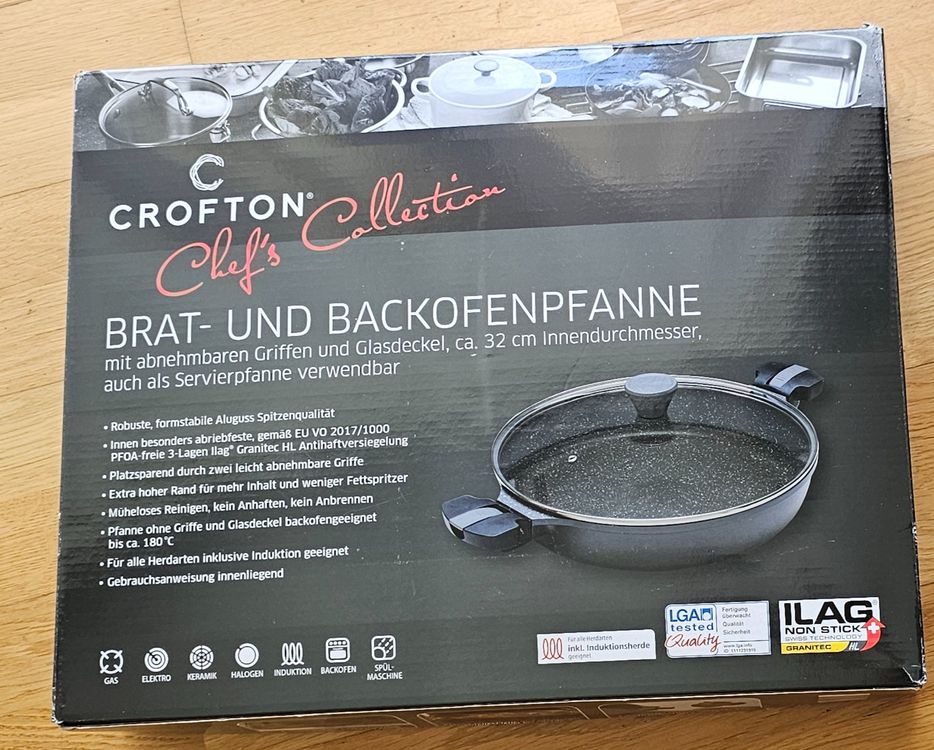 CROFTON®
Chef's Collection
BRAT- UND BACKOFENPFANNE
mit abnehmbaren Griffen und Glasdeckel, ca. 32 cm Innendurchmesser,
auch als Servierpfanne verwendbar
• Robuste, formstabile Aluguss Spitzenqualität
• Innen besonders abriebfeste, gemäß EU VO 2017/1000
PFOA-freie 3-Lagen Ilag® Granitec HL Antihaftversiegelung
• Platzsparend durch zwei leicht abnehmbare Griffe
• Extra hoher Rand für mehr Inhalt und weniger Fettspritzer
• Müheloses Reinigen, kein Anhaften, kein Anbrennen
• Pfanne ohne Griffe und Glasdeckel backofengeeignet
bis ca. 180°C
• Für alle Herdarten inklusive Induktion geeignet
• Gebrauchsanweisung innenliegend
GAS
ELEKTRO
KERAMIK
HALOGEN
INDUKTION
BACKOFEN
SPÜL-
MASCHINE
Für alle Herdarten
inkl. Induktionsherde
geeignet
LGA
tested
Quality
Fertigung
überwacht
Qualität
Sicherheit
www.lga.info
ILAG
NON STICK
SWISS TECHNOLOGY
GRANITEC HL